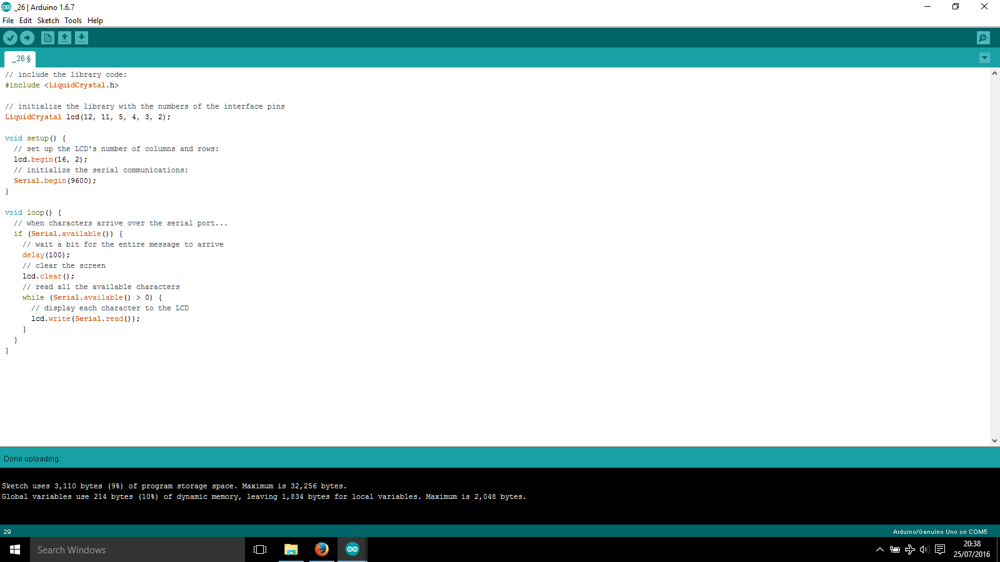 _26 | Arduino 1.6.7
File Edit Sketch Tools Help
_26 §
// include the library code:
#include <LiquidCrystal.h>
// initialize the library with the numbers of the interface pins
LiquidCrystal lcd(12, 11, 5, 4, 3, 2);
void setup() {
  // set up the LCD's number of columns and rows:
  lcd.begin(16, 2);
  // initialize the serial communications:
  Serial.begin(9600);
}
void loop() {
  // when characters arrive over the serial port...
  if (Serial.available()) {
    // wait a bit for the entire message to arrive
    delay(100);
    // clear the screen
    lcd.clear();
    // read all the available characters
    while (Serial.available() > 0) {
      // display each character to the LCD
      lcd.write(Serial.read());
    }
  }
}
Done uploading.
Sketch uses 3,110 bytes (9%) of program storage space. Maximum is 32,256 bytes.
Global variables use 214 bytes (10%) of dynamic memory, leaving 1,834 bytes for local variables. Maximum is 2,048 bytes.
29 Arduino/Genuino Uno on COM5
Search Windows
20:38
25/07/2016